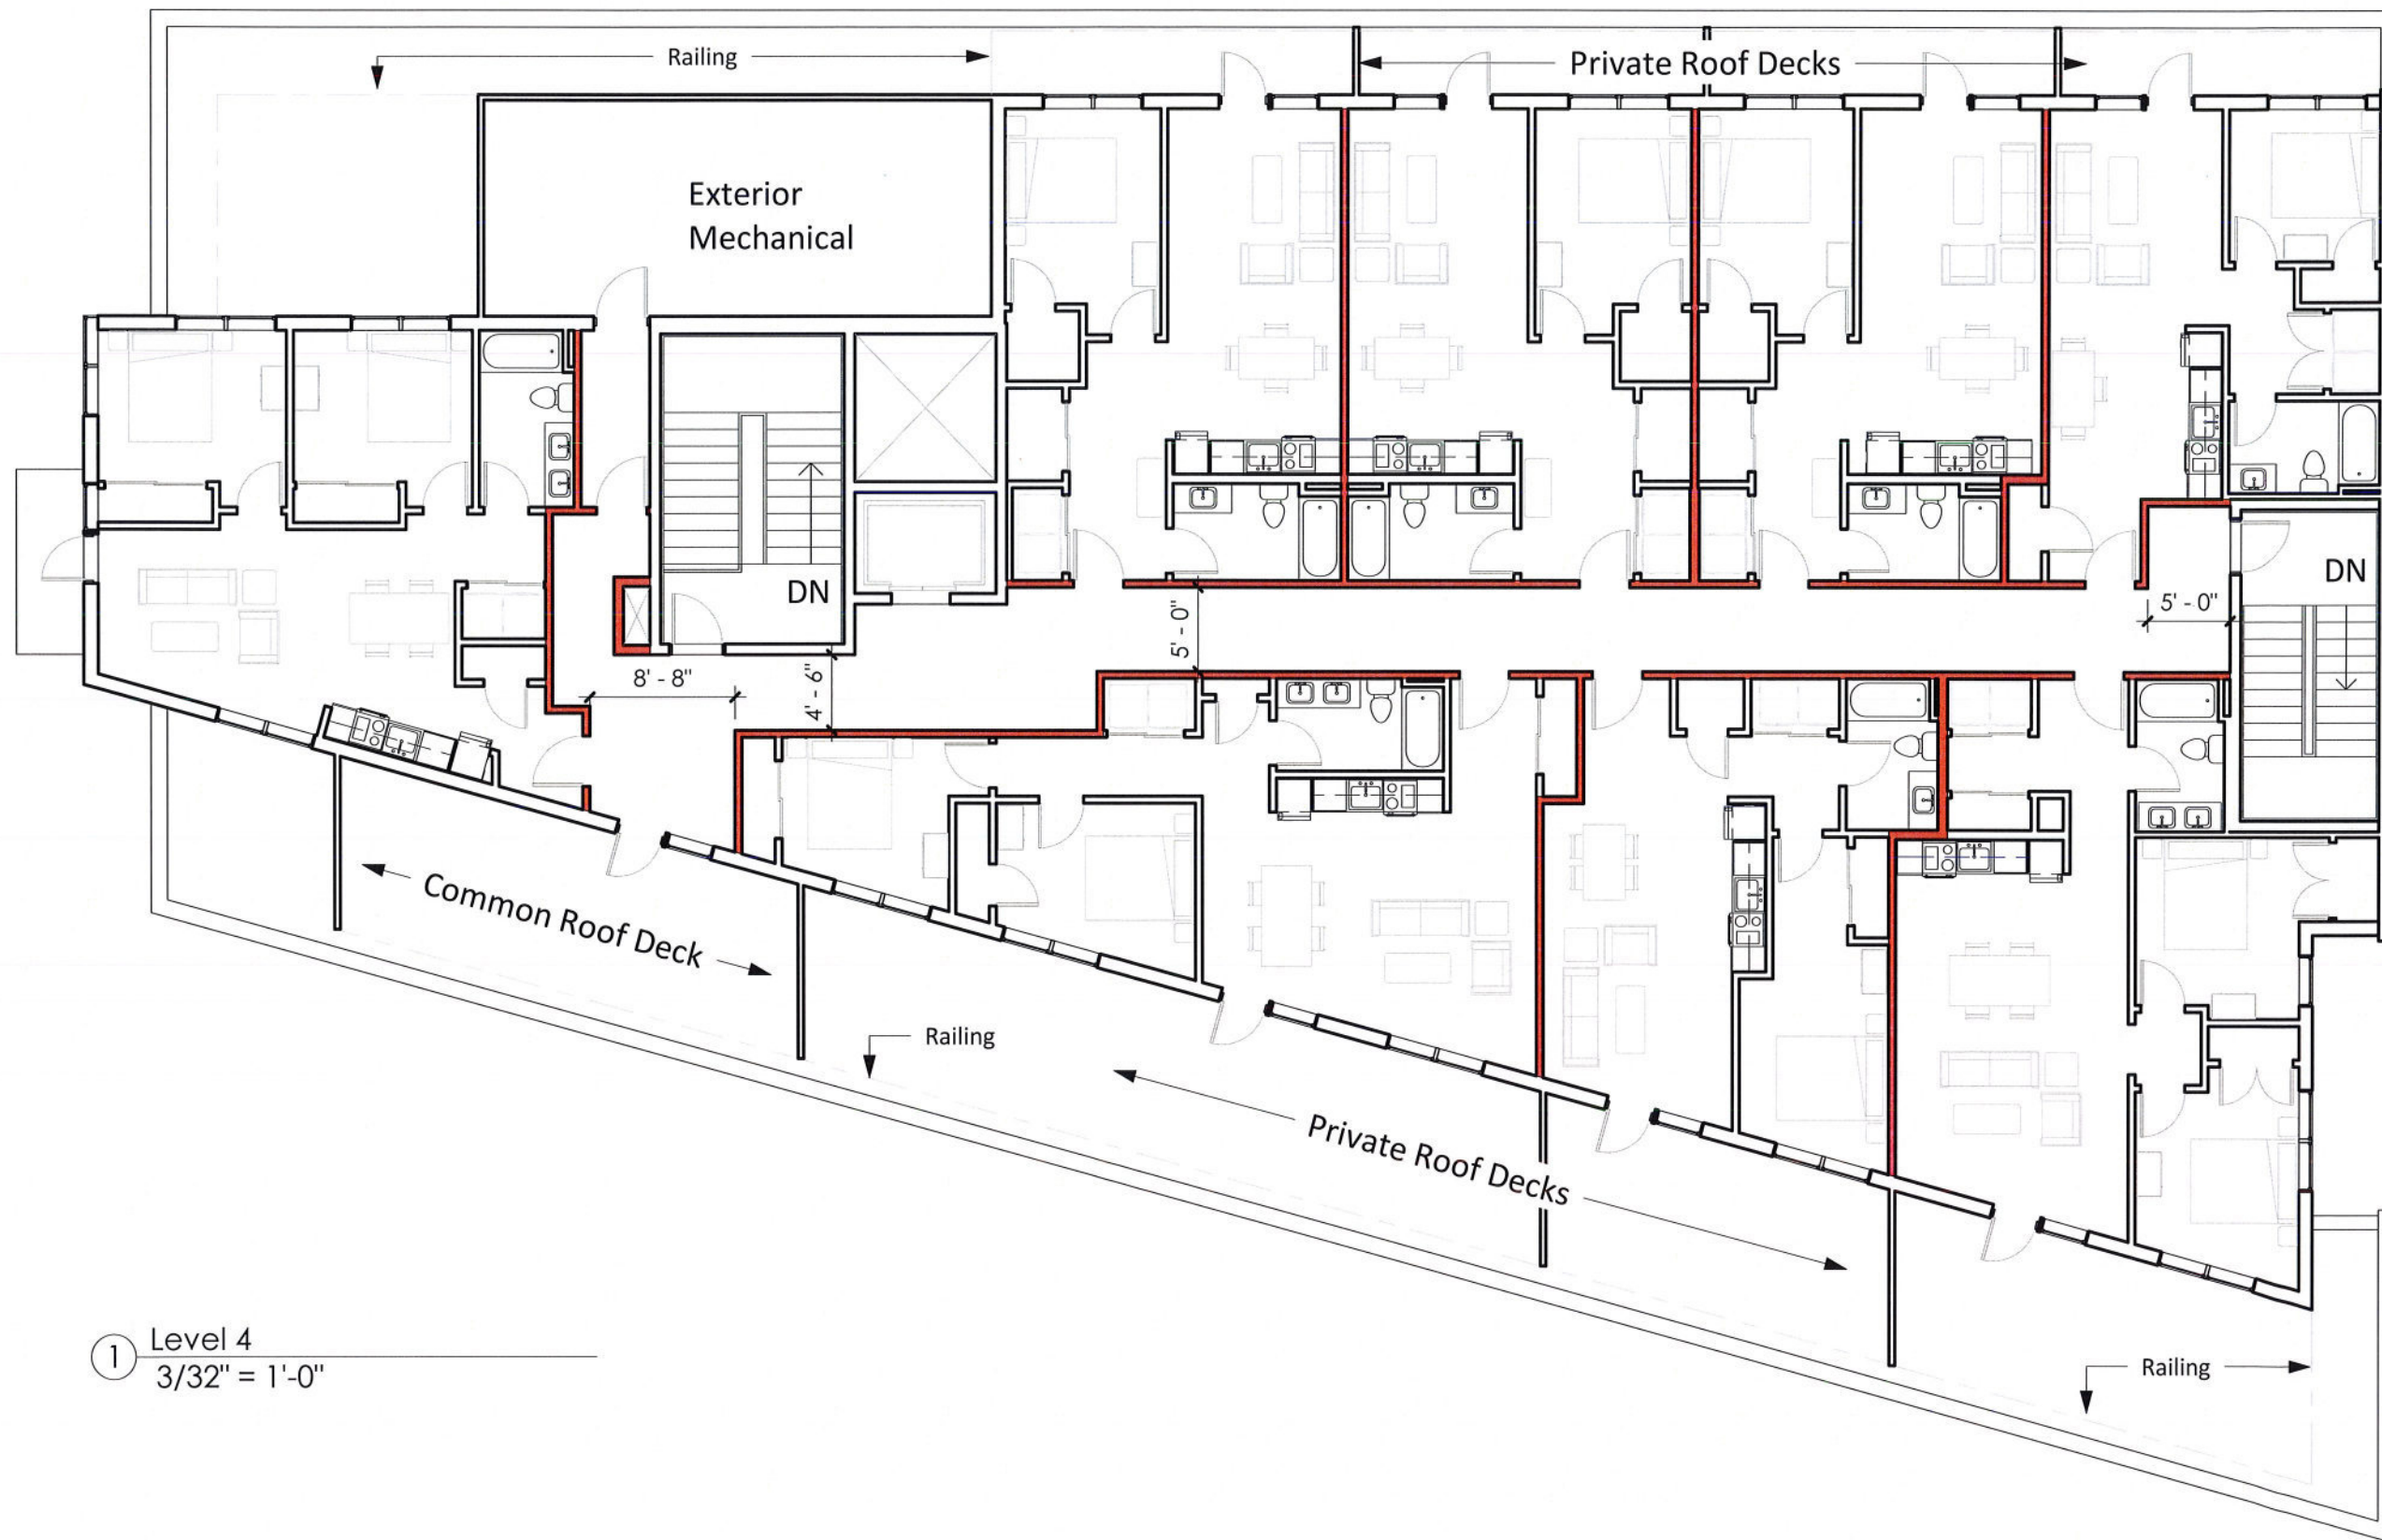 Railing
Private Roof Decks
Exterior
Mechanical
DN
DN
5' - 0"
5' - 0"
8' - 8"
4' - 6"
Common Roof Deck
Railing
Private Roof Decks
Railing
1
Level 4
3/32" = 1'-0"